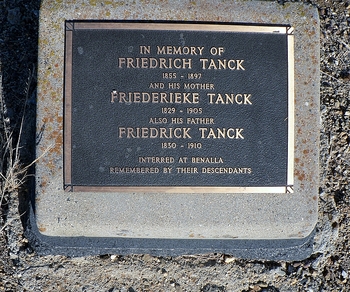 IN MEMORY OF
FRIEDRICH TANCK
1855 - 1897
AND HIS MOTHER
FRIEDERIEKE TANCK
1829 - 1905
ALSO HIS FATHER
FRIEDRICK TANCK
1830 - 1910
INTERRED AT BENALLA
REMEMBERED BY THEIR DESCENDANTS